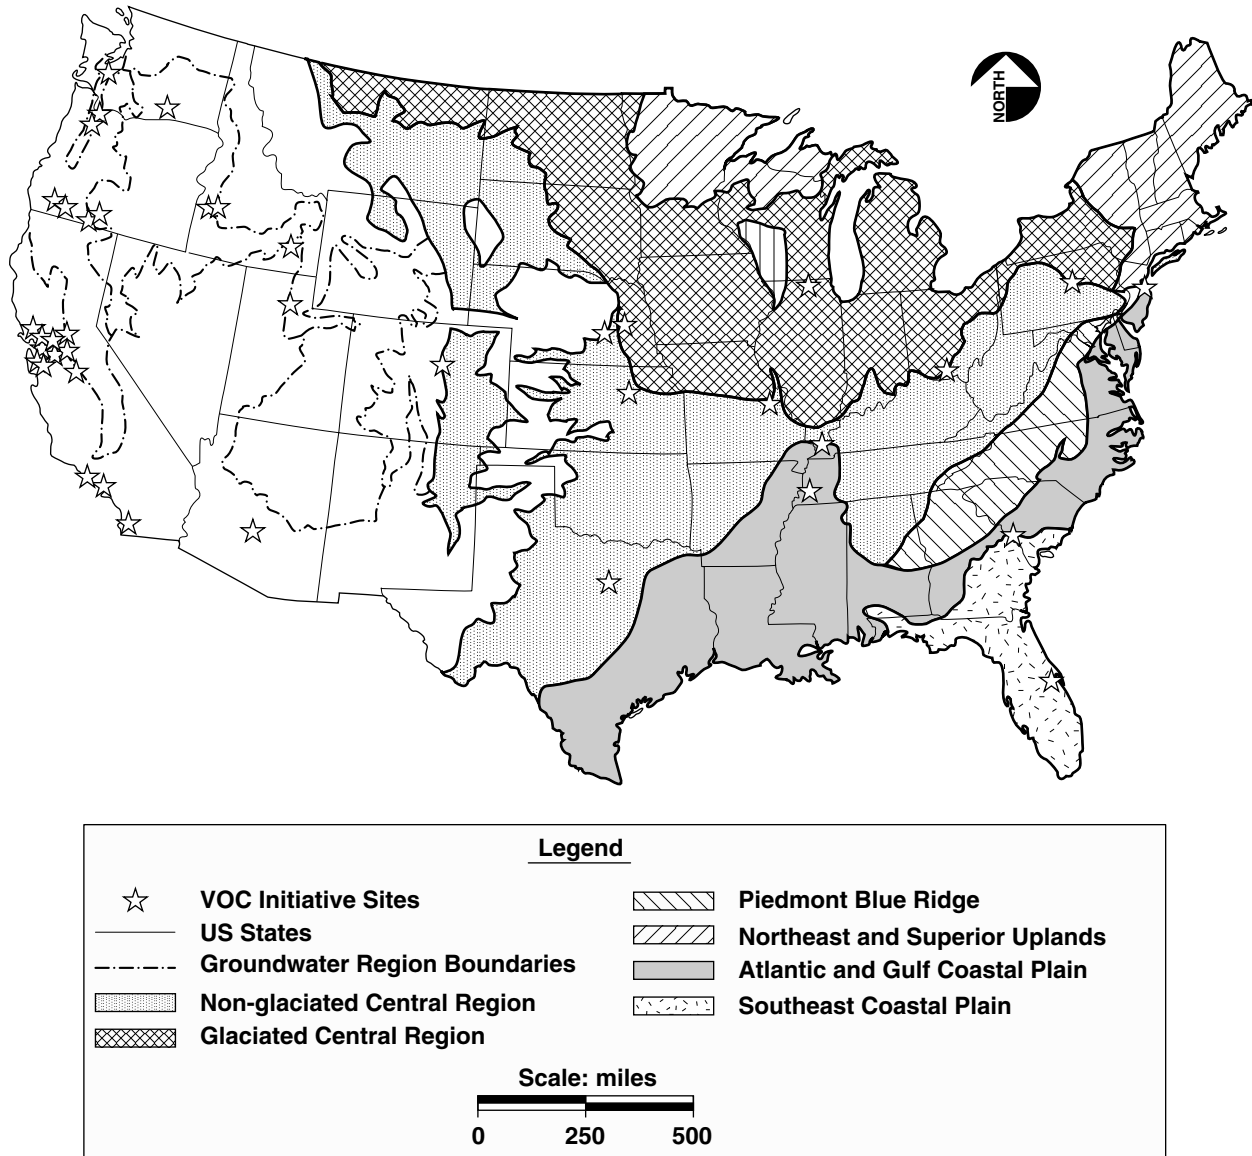 NORTH
Legend
VOC Initiative Sites
US States
Groundwater Region Boundaries
Non-glaciated Central Region
Glaciated Central Region
Piedmont Blue Ridge
Northeast and Superior Uplands
Atlantic and Gulf Coastal Plain
Southeast Coastal Plain
Scale: miles
0 250 500